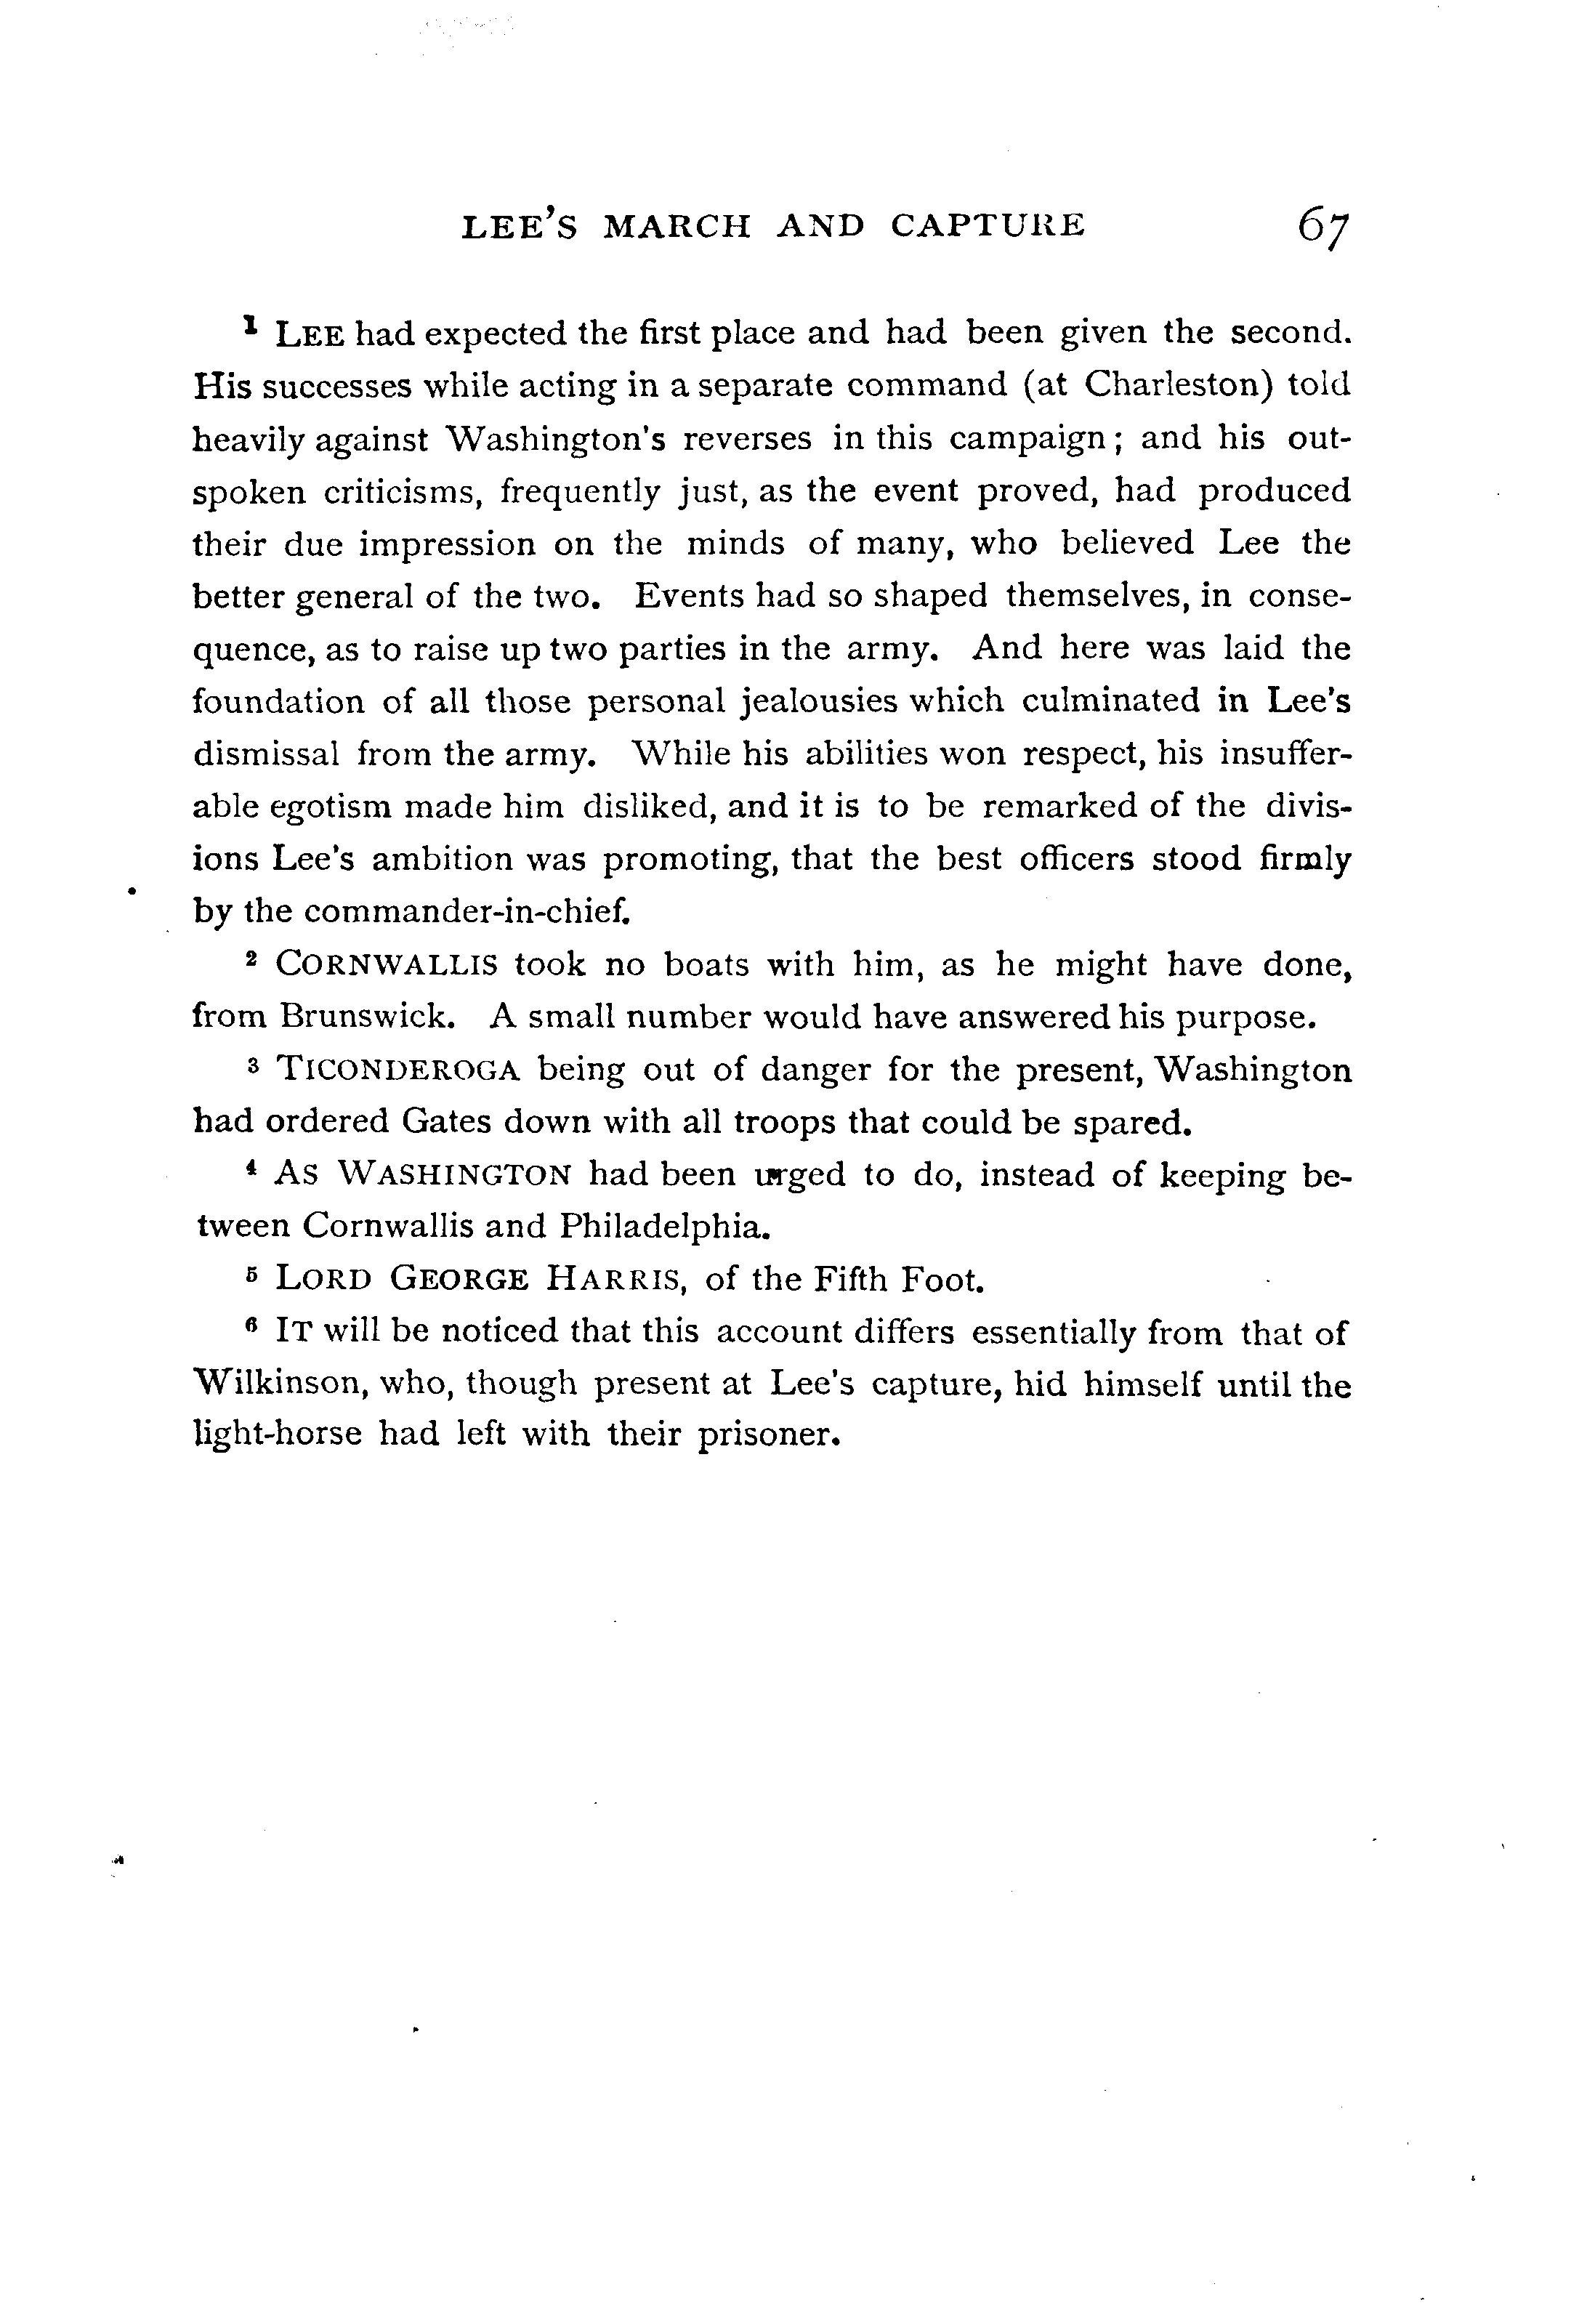 LEE'S MARCH AND CAPTURE 67
¹ LEE had expected the first place and had been given the second.
His successes while acting in a separate command (at Charleston) told
heavily against Washington's reverses in this campaign; and his out-
spoken criticisms, frequently just, as the event proved, had produced
their due impression on the minds of many, who believed Lee the
better general of the two. Events had so shaped themselves, in conse-
quence, as to raise up two parties in the army. And here was laid the
foundation of all those personal jealousies which culminated in Lee's
dismissal from the army. While his abilities won respect, his insuffer-
able egotism made him disliked, and it is to be remarked of the divis-
ions Lee's ambition was promoting, that the best officers stood firmly
by the commander-in-chief.
² CORNWALLIS took no boats with him, as he might have done,
from Brunswick. A small number would have answered his purpose.
³ TICONDEROGA being out of danger for the present, Washington
had ordered Gates down with all troops that could be spared.
⁴ AS WASHINGTON had been urged to do, instead of keeping be-
tween Cornwallis and Philadelphia.
⁵ LORD GEORGE HARRIS, of the Fifth Foot.
⁶ IT will be noticed that this account differs essentially from that of
Wilkinson, who, though present at Lee's capture, hid himself until the
light-horse had left with their prisoner.